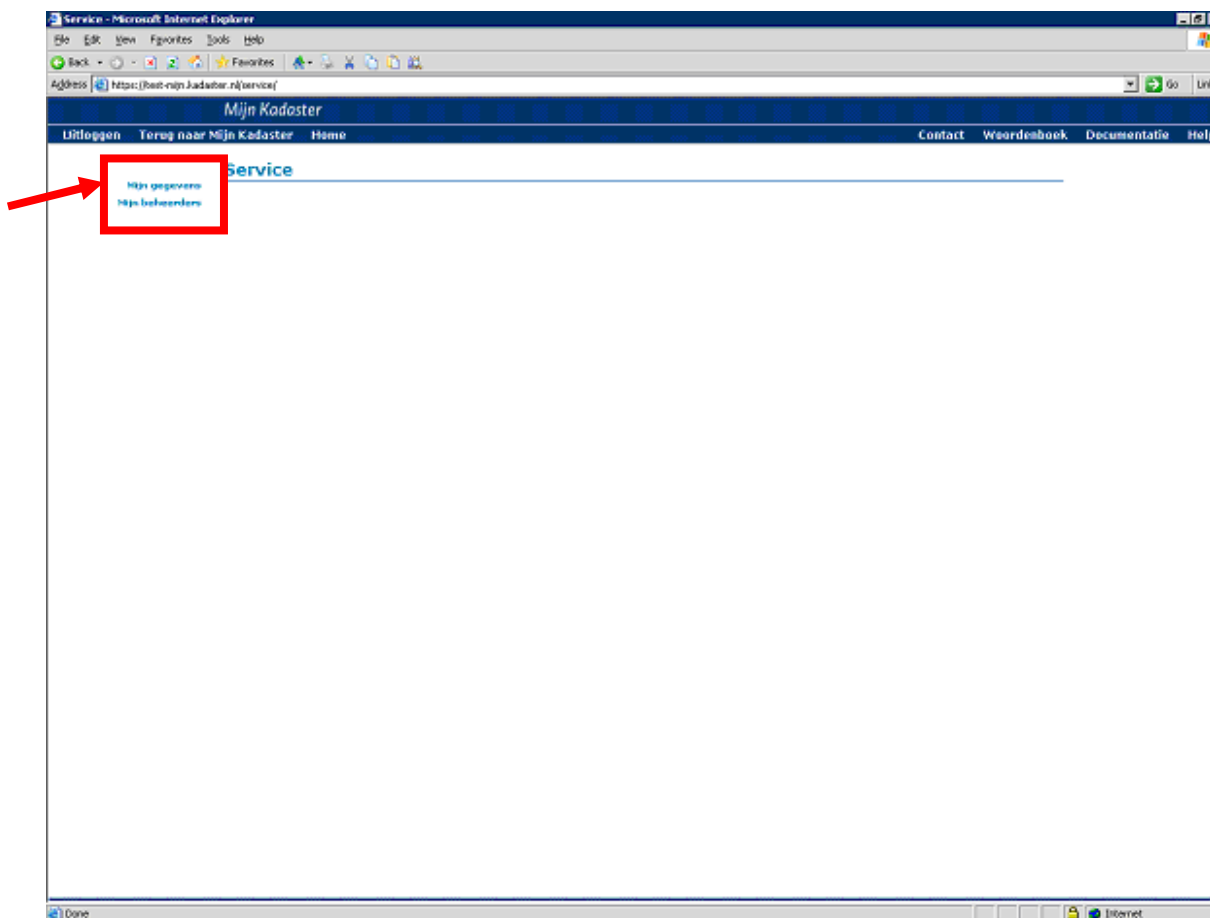 Service - Microsoft Internet Explorer
File Edit View Favorites Tools Help
Back Favorites
Address https://test-mijn.kadaster.nl/service/ Go
Mijn Kadaster
Uitloggen Terug naar Mijn Kadaster Home Contact Woordenboek Documentatie Help
Service
Mijn gegevens
Mijn beheerders
Done Internet